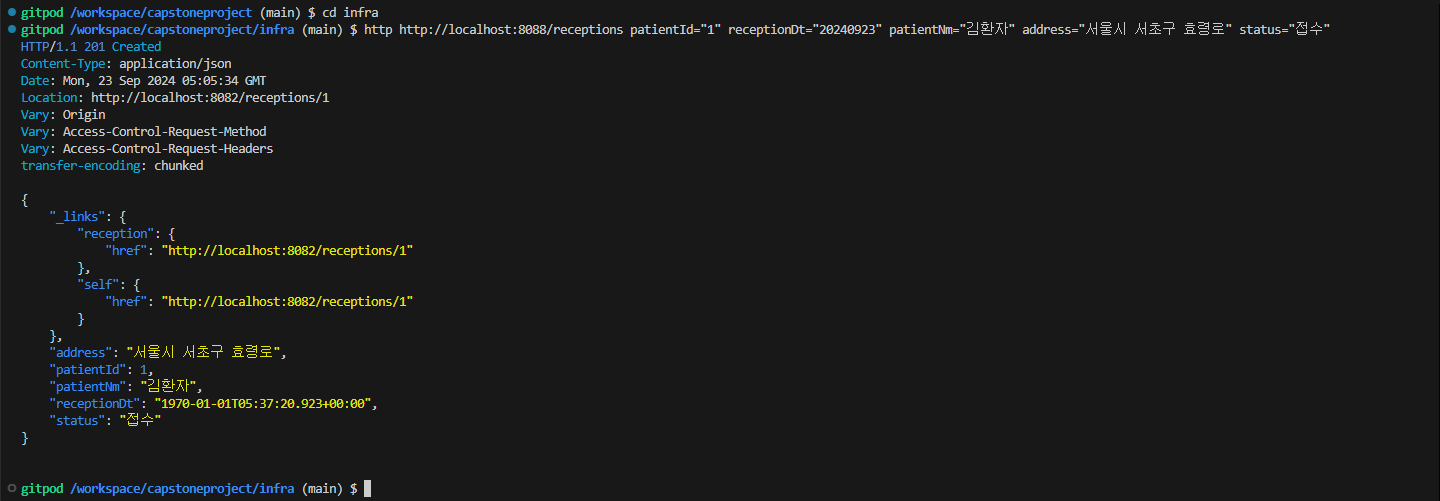 gitpod /workspace/capstoneproject (main) $ cd infra
gitpod /workspace/capstoneproject/infra (main) $ http http://localhost:8088/receptions patientId="1" receptionDt="20240923" patientNm="김환자" address="서울시 서초구 효령로" status="접수"
HTTP/1.1 201 Created
Content-Type: application/json
Date: Mon, 23 Sep 2024 05:05:34 GMT
Location: http://localhost:8082/receptions/1
Vary: Origin
Vary: Access-Control-Request-Method
Vary: Access-Control-Request-Headers
transfer-encoding: chunked

{
    "_links": {
        "reception": {
            "href": "http://localhost:8082/receptions/1"
        },
        "self": {
            "href": "http://localhost:8082/receptions/1"
        }
    },
    "address": "서울시 서초구 효령로",
    "patientId": 1,
    "patientNm": "김환자",
    "receptionDt": "1970-01-01T05:37:20.923+00:00",
    "status": "접수"
}

gitpod /workspace/capstoneproject/infra (main) $